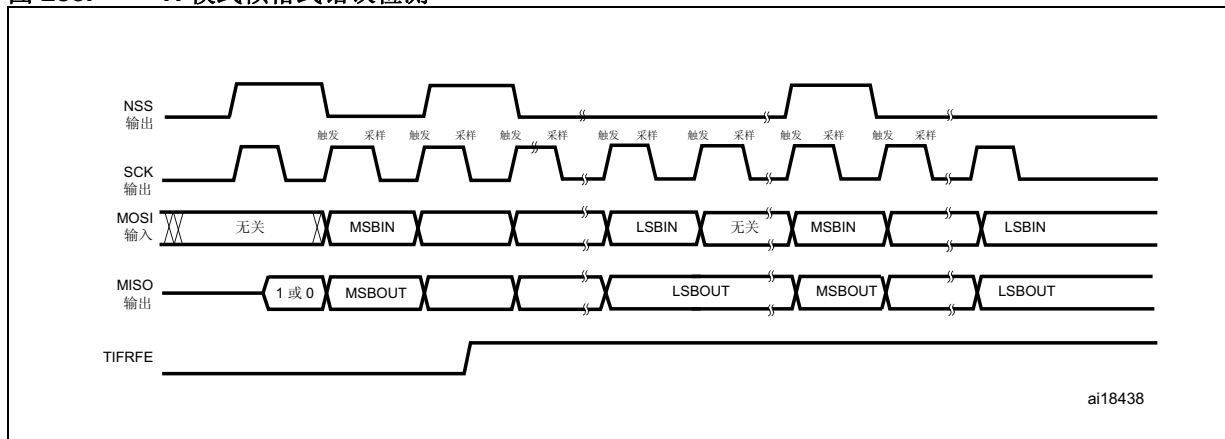 NSS
输出
触发 采样 触发 采样 触发 采样 触发 采样 触发 采样 触发 采样 触发 采样
SCK
输出
MOSI
输入
无关 MSBIN LSBIN 无关 MSBIN LSBIN
MISO
输出
1 或 0 MSBOUT LSBOUT MSBOUT LSBOUT
TIFRFE
ai18438